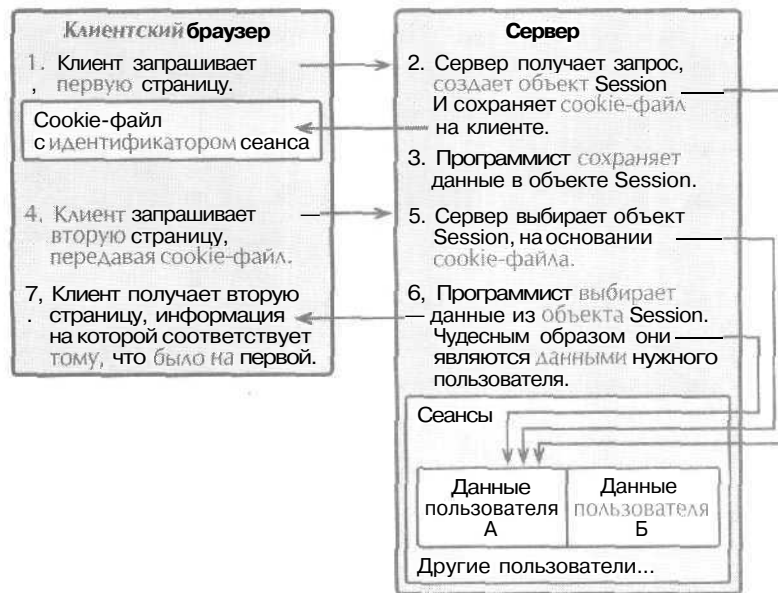 Клиентский браузер
1. Клиент запрашивает
, первую страницу.
Cookie-файл
с идентификатором сеанса
4. Клиент запрашивает
вторую страницу,
передавая cookie-файл.
7, Клиент получает вторую
. страницу, информация
на которой соответствует
тому, что было на первой.
Сервер
2. Сервер получает запрос,
создает объект Session
И сохраняет cookie-файл
на клиенте.
3. Программист сохраняет
данные в объекте Session.
5. Сервер выбирает объект
Session, на основании
cookie-файла.
6, Программист выбирает
данные из объекта Session.
Чудесным образом они
являются данными нужного
пользователя.
Сеансы
Данные
пользователя
А
Данные
пользователя
Б
Другие пользователи...